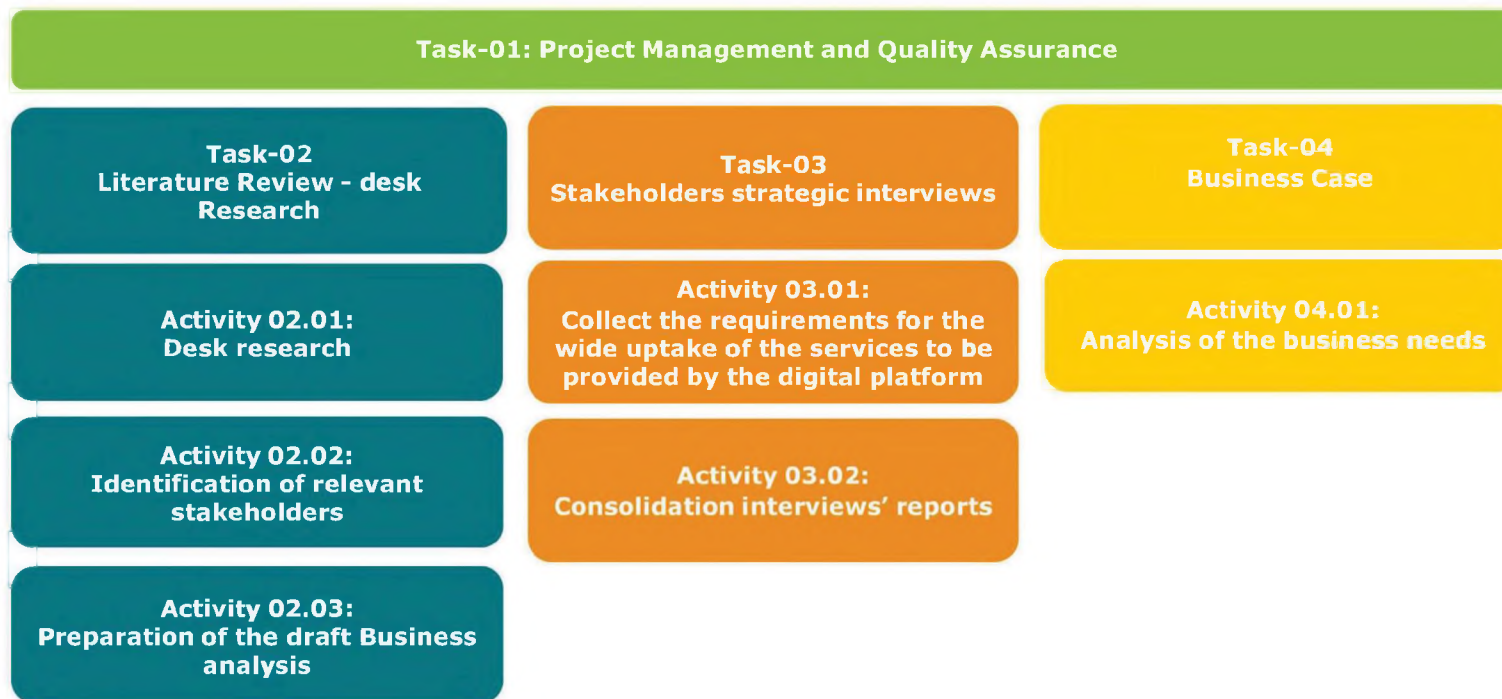 Task-01: Project Management and Quality Assurance
Task-02
Literature Review - desk
Research
Activity 02.01:
Desk research
Activity 02.02:
Identification of relevant
stakeholders
Activity 02.03:
Preparation of the draft Business
analysis
Task-03
Stakeholders strategic interviews
Activity 03.01:
Collect the requirements for the
wide uptake of the services to be
provided by the digital platform
Activity 03.02:
Consolidation interviews’ reports
Task-04
Business Case
Activity 04.01:
Analysis of the business needs